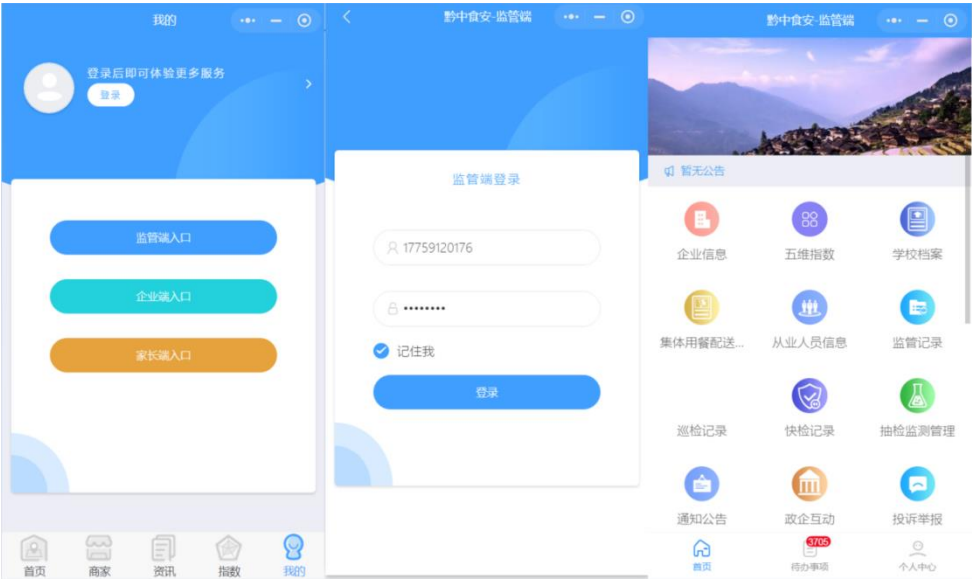 我的
登录后即可体验更多服务
登录
监管端入口
企业端入口
家长端入口
首页
商家
资讯
指数
我的
黔中食安-监管端
监管端登录
17759120176
••••••••
记住我
登录
黔中食安-监管端
暂无公告
企业信息
五维指数
学校档案
集体用餐配送...
从业人员信息
监管记录
巡检记录
快检记录
抽检监测管理
通知公告
政企互动
投诉举报
3705
首页
待办事项
个人中心